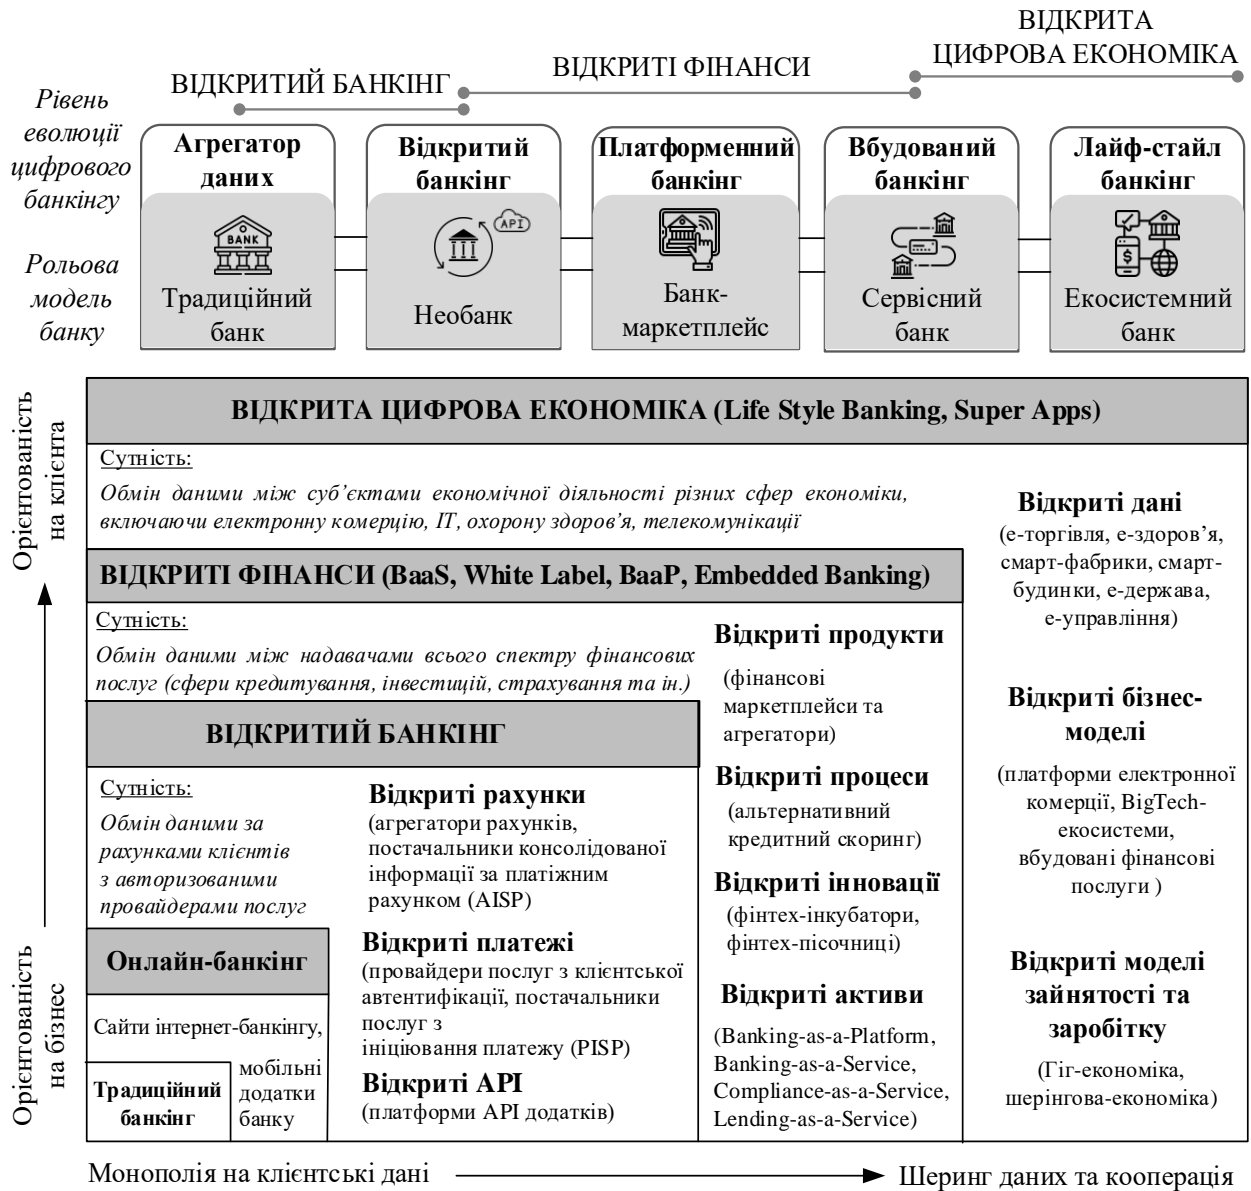 ВІДКРИТА
ЦИФРОВА ЕКОНОМІКА
ВІДКРИТІ ФІНАНСИ
ВІДКРИТИЙ БАНКІНГ
Рівень
еволюції
цифрового
банкінгу
Агрегатор
даних
Відкритий
банкінг
Платформенний
банкінг
Вбудований
банкінг
Лайф-стайл
банкінг
BANK
API
Рольова
модель
банку
Традиційний
банк
Необанк
Банк-
маркетплейс
Сервісний
банк
Екосистемний
банк
Орієнтованість
на клієнта
Орієнтованість
на бізнес
ВІДКРИТА ЦИФРОВА ЕКОНОМІКА (Life Style Banking, Super Apps)
Сутність:
Обмін даними між суб’єктами економічної діяльності різних сфер економіки,
включаючи електронну комерцію, ІТ, охорону здоров’я, телекомунікації
Відкриті дані
(е-торгівля, е-здоров’я,
смарт-фабрики, смарт-
будинки, е-держава,
е-управління)
Відкриті бізнес-
моделі
(платформи електронної
комерції, BigTech-
екосистеми,
вбудовані фінансові
послуги )
Відкриті моделі
зайнятості та
заробітку
(Гіг-економіка,
шерінгова-економіка)
ВІДКРИТІ ФІНАНСИ (BaaS, White Label, BaaP, Embedded Banking)
Сутність:
Обмін даними між надавачами всього спектру фінансових
послуг (сфери кредитування, інвестицій, страхування та ін.)
Відкриті продукти
(фінансові
маркетплейси та
агрегатори)
Відкриті процеси
(альтернативний
кредитний скоринг)
Відкриті інновації
(фінтех-інкубатори,
фінтех-пісочниці)
Відкриті активи
(Banking-as-a-Platform,
Banking-as-a-Service,
Compliance-as-a-Service,
Lending-as-a-Service)
ВІДКРИТИЙ БАНКІНГ
Сутність:
Обмін даними за
рахунками клієнтів
з авторизованими
провайдерами послуг
Відкриті рахунки
(агрегатори рахунків,
постачальники консолідованої
інформації за платіжним
рахунком (AISP)
Відкриті платежі
(провайдери послуг з клієнтської
автентифікації, постачальники
послуг з
ініціювання платежу (PISP)
Відкриті API
(платформи API додатків)
Онлайн-банкінг
Сайти інтернет-банкінгу,
мобільні
додатки
банку
Традиційний
банкінг
Монополія на клієнтські дані
Шеринг даних та кооперація